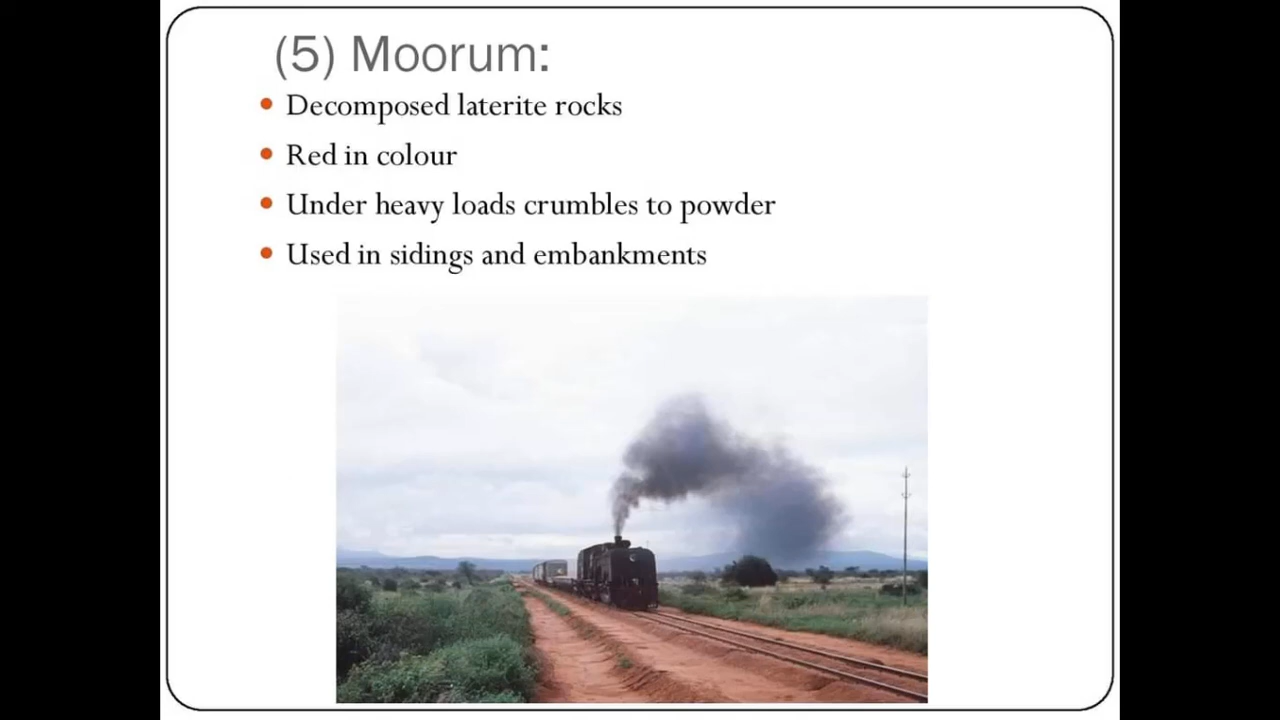 (5) Moorum:
• Decomposed laterite rocks
• Red in colour
• Under heavy loads crumbles to powder
• Used in sidings and embankments